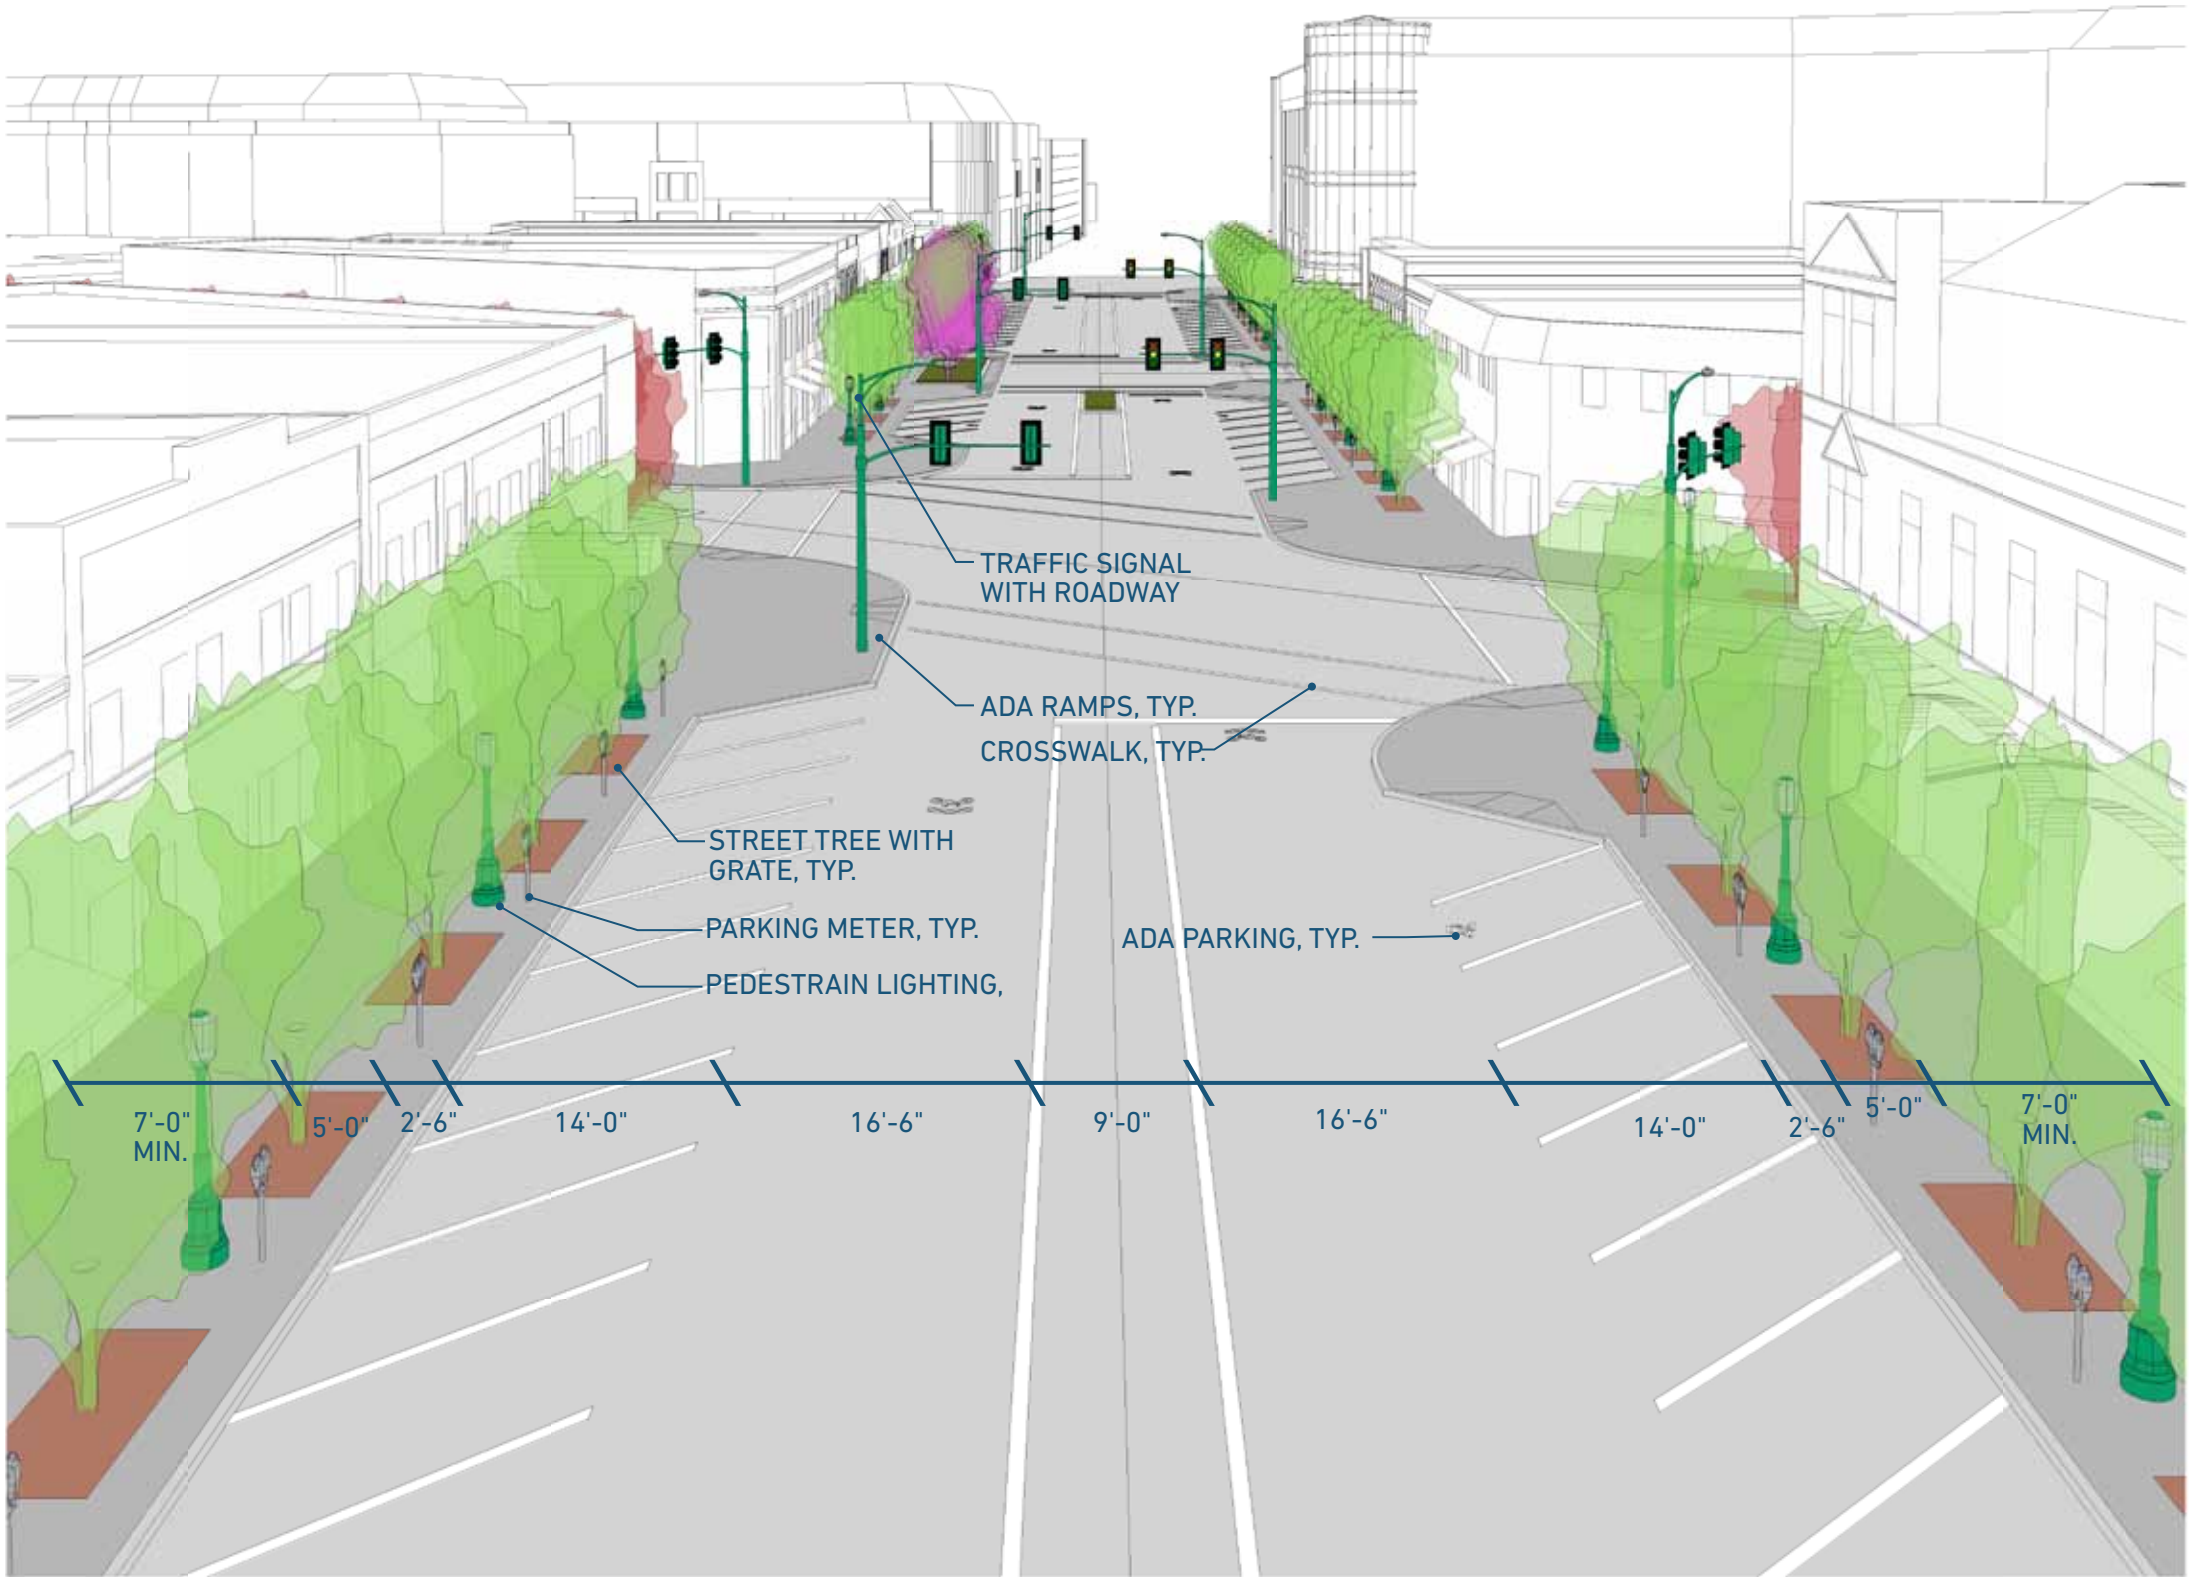 TRAFFIC SIGNAL
WITH ROADWAY
ADA RAMPS, TYP.
CROSSWALK, TYP.
STREET TREE WITH
GRATE, TYP.
PARKING METER, TYP.
ADA PARKING, TYP.
PEDESTRAIN LIGHTING,
7'-0"
MIN.
5'-0"
2'-6"
14'-0"
16'-6"
9'-0"
16'-6"
14'-0"
2'-6"
5'-0"
7'-0"
MIN.